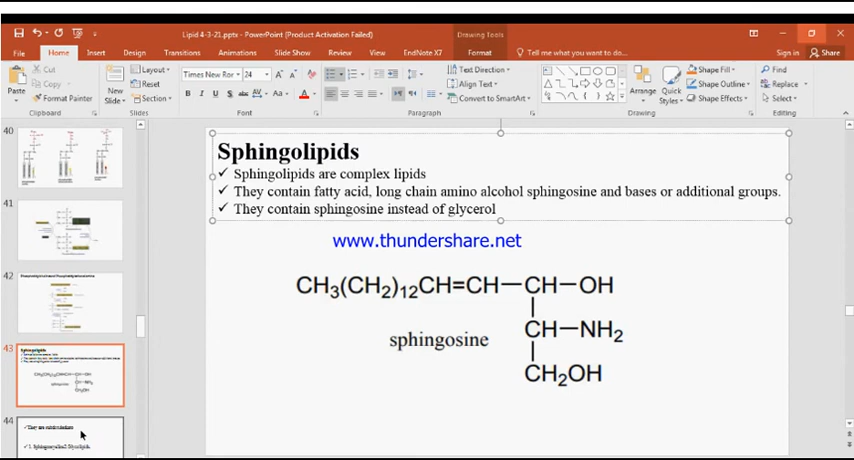 Lipid 4-3-21.pptx - PowerPoint (Product Activation Failed)
Drawing Tools
File Home Insert Design Transitions Animations Slide Show Review View EndNote X7 Format Tell me what you want to do... Sign in Share
Cut
Copy
Format Painter
Paste
Clipboard
New Slide
Layout
Reset
Section
Slides
Times New Ror 24
B I U S abc AV Aa A
Font
Paragraph
Text Direction
Align Text
Convert to SmartArt
Arrange
Quick Styles
Shape Fill
Shape Outline
Shape Effects
Drawing
Find
Replace
Select
Editing
40
41
42
43
44
Sphingolipids
✓ Sphingolipids are complex lipids
✓ They contain fatty acid, long chain amino alcohol sphingosine and bases or additional groups.
✓ They contain sphingosine instead of glycerol
www.thundershare.net
CH₃(CH₂)₁₂CH=CH—CH—OH
CH—NH₂
sphingosine
CH₂OH